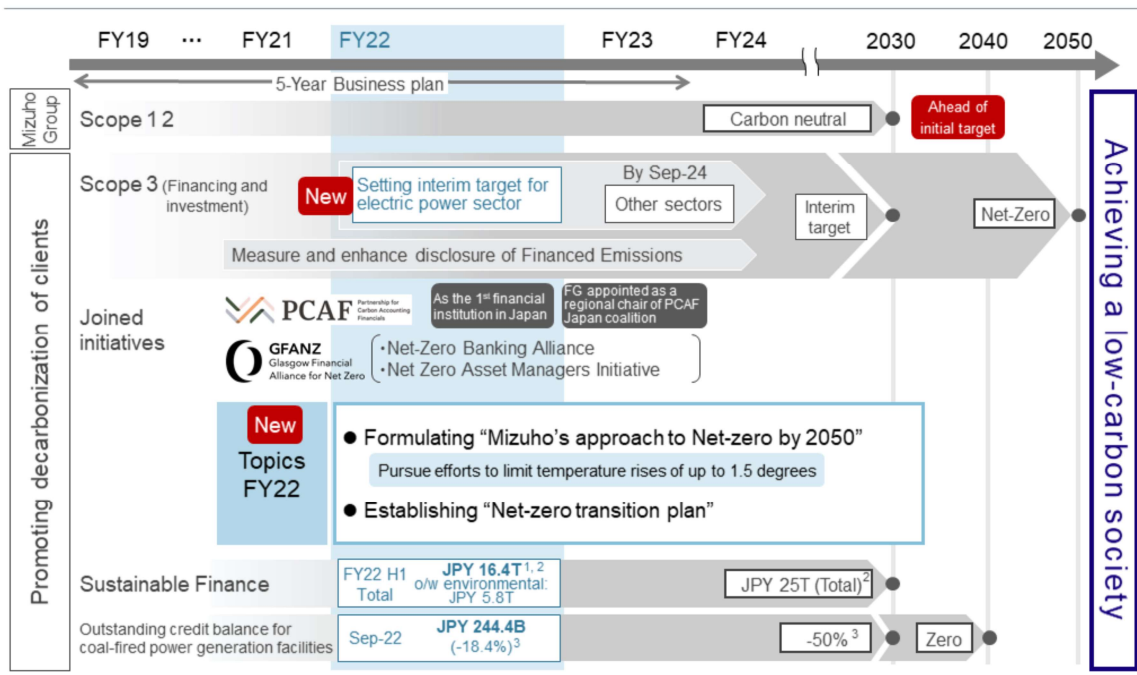 FY19 ... FY21 FY22 FY23 FY24 2030 2040 2050
5-Year Business plan
Mizuho
Group
Scope 1 2
Carbon neutral
Ahead of
initial target
Promoting decarbonization of clients
Scope 3 (Financing and
investment)
New
Setting interim target for
electric power sector
By Sep-24
Other sectors
Interim
target
Net-Zero
Measure and enhance disclosure of Financed Emissions
Joined
initiatives
PCAF
Partnership for
Carbon Accounting
Financials
As the 1st financial
institution in Japan
FG appointed as a
regional chair of PCAF
Japan coalition
GFANZ
Glasgow Financial
Alliance for Net Zero
・Net-Zero Banking Alliance
・Net Zero Asset Managers Initiative
New
Topics
FY22
● Formulating “Mizuho’s approach to Net-zero by 2050”
Pursue efforts to limit temperature rises of up to 1.5 degrees
● Establishing “Net-zero transition plan”
Sustainable Finance
FY22 H1
Total
JPY 16.4T1, 2
o/w environmental:
JPY 5.8T
JPY 25T (Total)2
Outstanding credit balance for
coal-fired power generation facilities
Sep-22
JPY 244.4B
(-18.4%)3
-50% 3
Zero
Achieving a low-carbon society